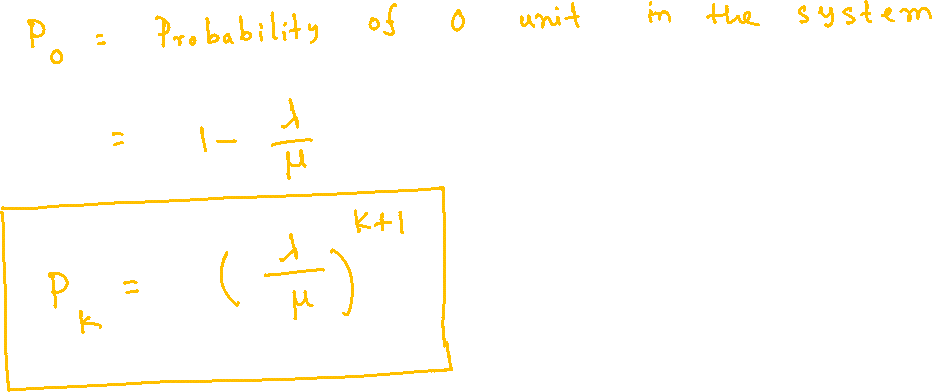 P₀ = Probability of 0 unit in the system
= 1 - λ/μ
Pₖ = (λ/μ)^(k+1)